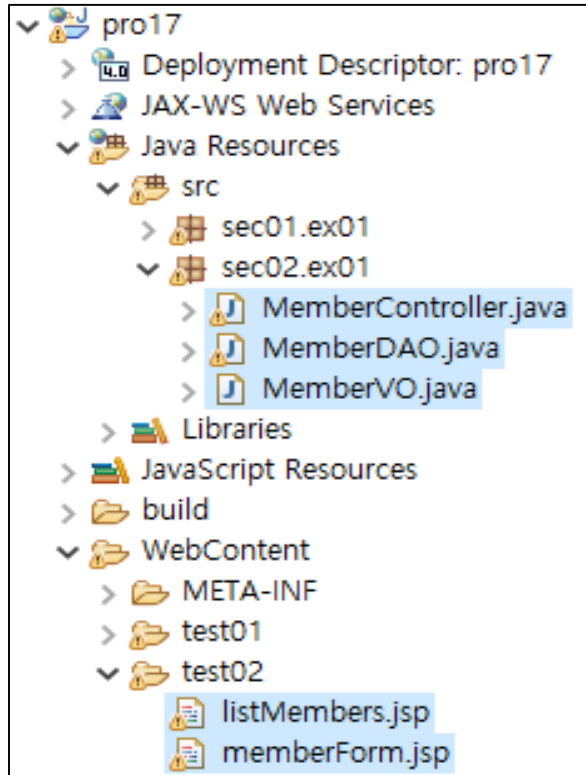 pro17
Deployment Descriptor: pro17
JAX-WS Web Services
Java Resources
src
sec01.ex01
sec02.ex01
MemberController.java
MemberDAO.java
MemberVO.java
Libraries
JavaScript Resources
build
WebContent
META-INF
test01
test02
listMembers.jsp
memberForm.jsp